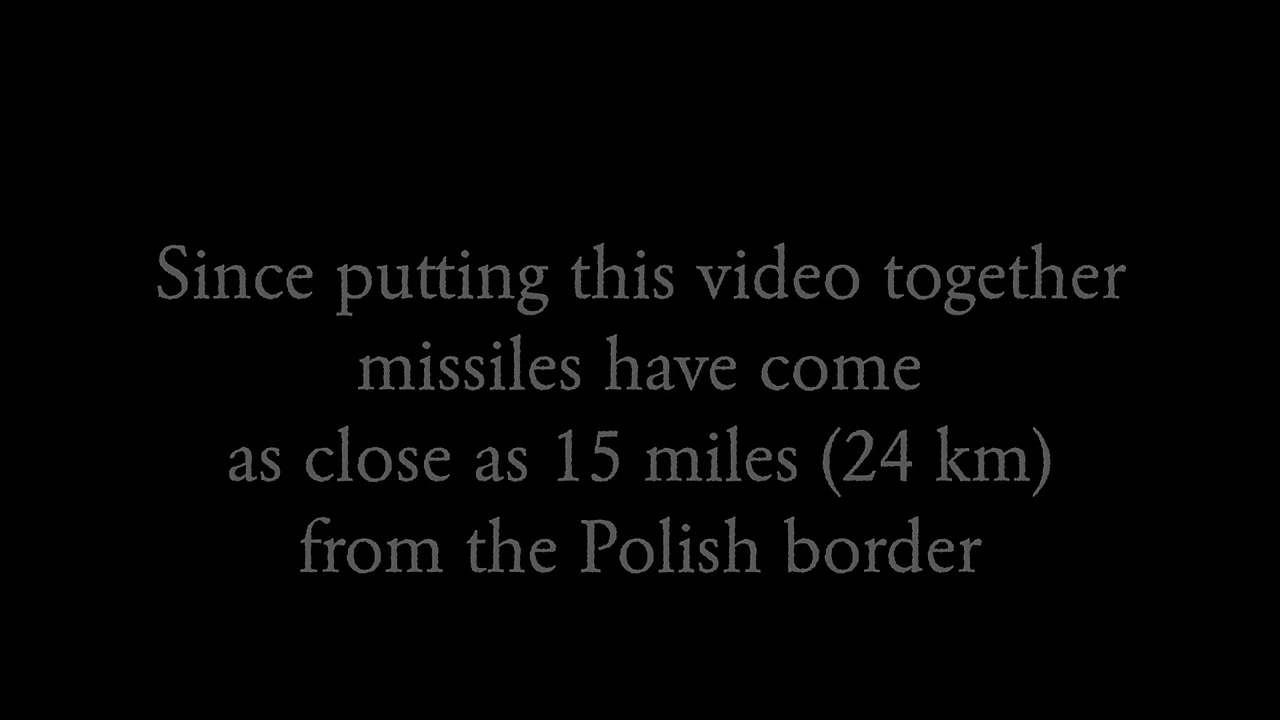 Since putting this video together
missiles have come
as close as 15 miles (24 km)
from the Polish border